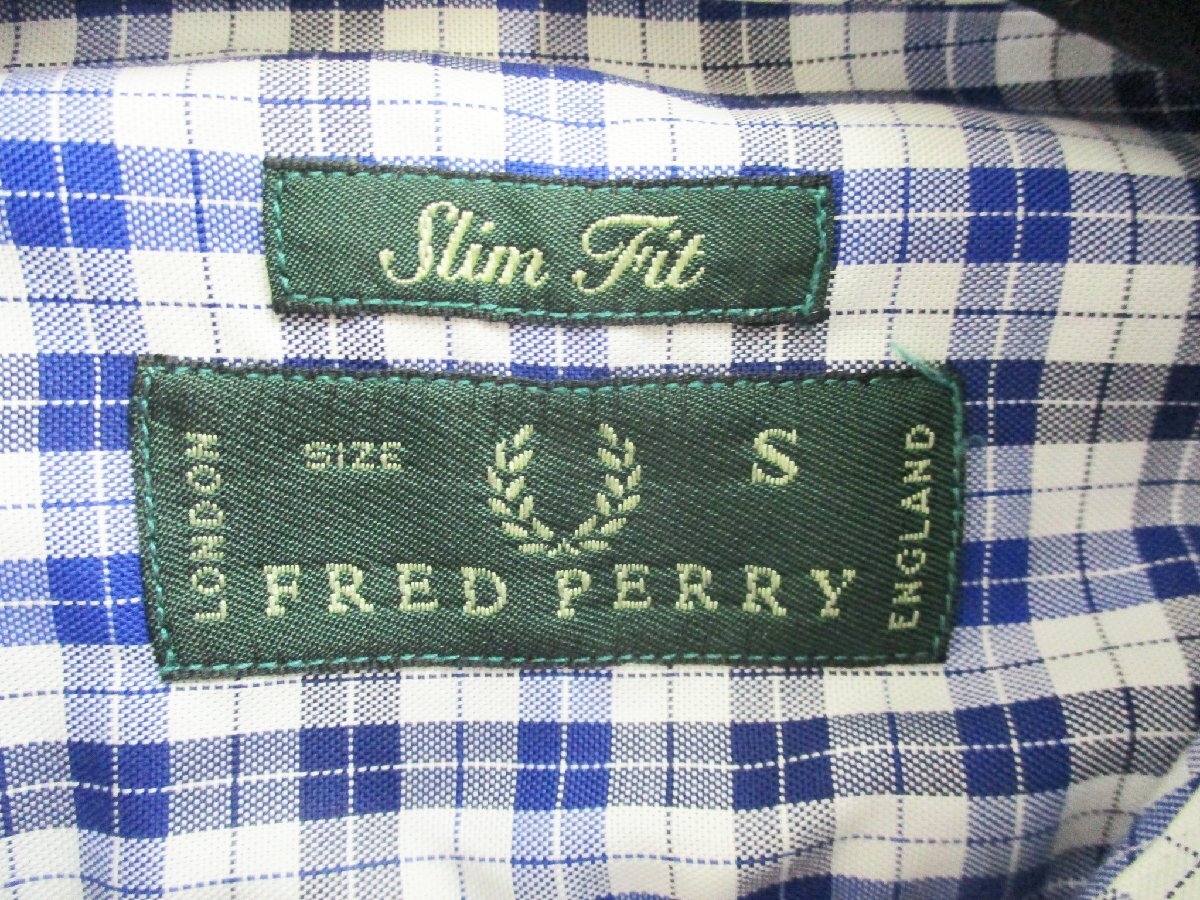 Slim Fit
LONDON
SIZE S
FRED PERRY
ENGLAND